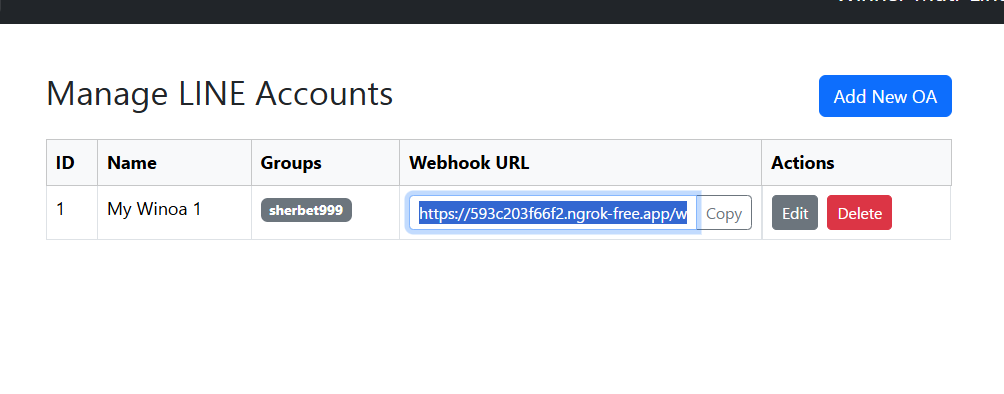 Manage LINE Accounts
Add New OA
ID Name Groups Webhook URL Actions
1 My Winoa 1 sherbet999 https://593c203f66f2.ngrok-free.app/w Copy Edit Delete